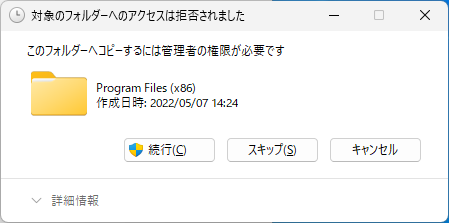 対象のフォルダーへのアクセスは拒否されました
このフォルダーへコピーするには管理者の権限が必要です
Program Files (x86)
作成日時: 2022/05/07 14:24
続行(C)
スキップ(S)
キャンセル
詳細情報